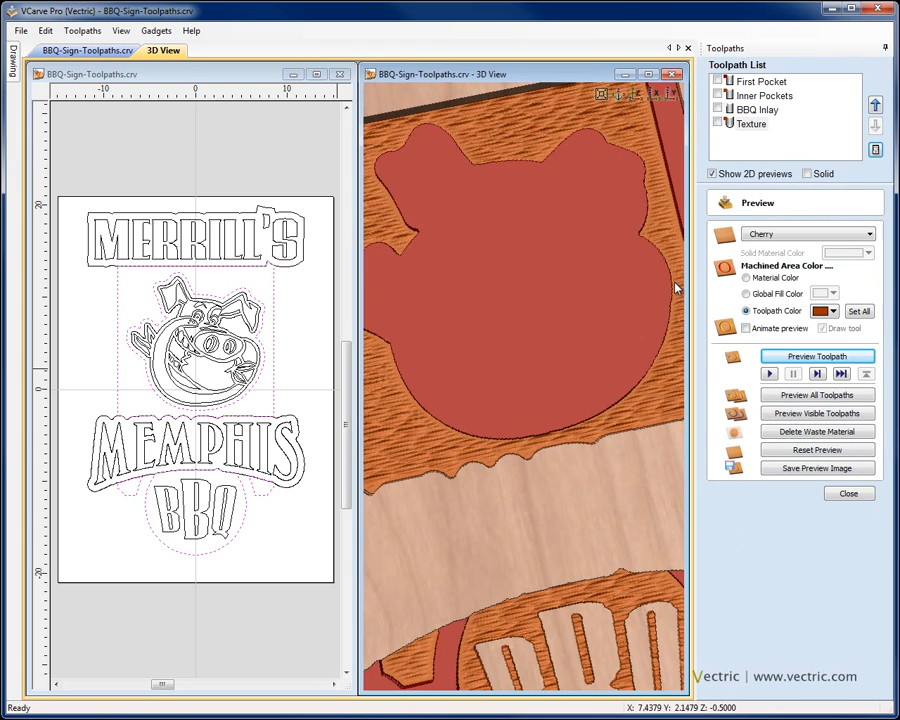 VCarve Pro (Vectric) - BBQ-Sign-Toolpaths.crv
File Edit Toolpaths View Gadgets Help
Drawing
BBQ-Sign-Toolpaths.crv
3D View
BBQ-Sign-Toolpaths.crv
-10 0 10
20
0
-20
MERRILL'S
MEMPHIS
BBQ
BBQ-Sign-Toolpaths.crv - 3D View
BBQ
Toolpaths
Toolpath List
First Pocket
Inner Pockets
BBQ Inlay
Texture
Show 2D previews Solid
Preview
Cherry
Solid Material Color
Machined Area Color ....
Material Color
Global Fill Color
Toolpath Color Set All
Animate preview Draw tool
Preview Toolpath
Preview All Toolpaths
Preview Visible Toolpaths
Delete Waste Material
Reset Preview
Save Preview Image
Close
Vectric | www.vectric.com
Ready
X: 7.4379 Y: 2.1479 Z: -0.5000